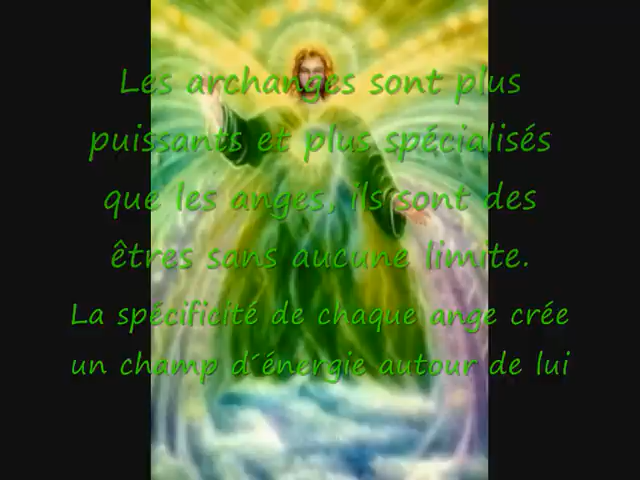 Les archanges sont plus
puissants et plus spécialisés
que les anges, ils sont des
êtres sans aucune limite.
La spécificité de chaque ange crée
un champ d´énergie autour de lui